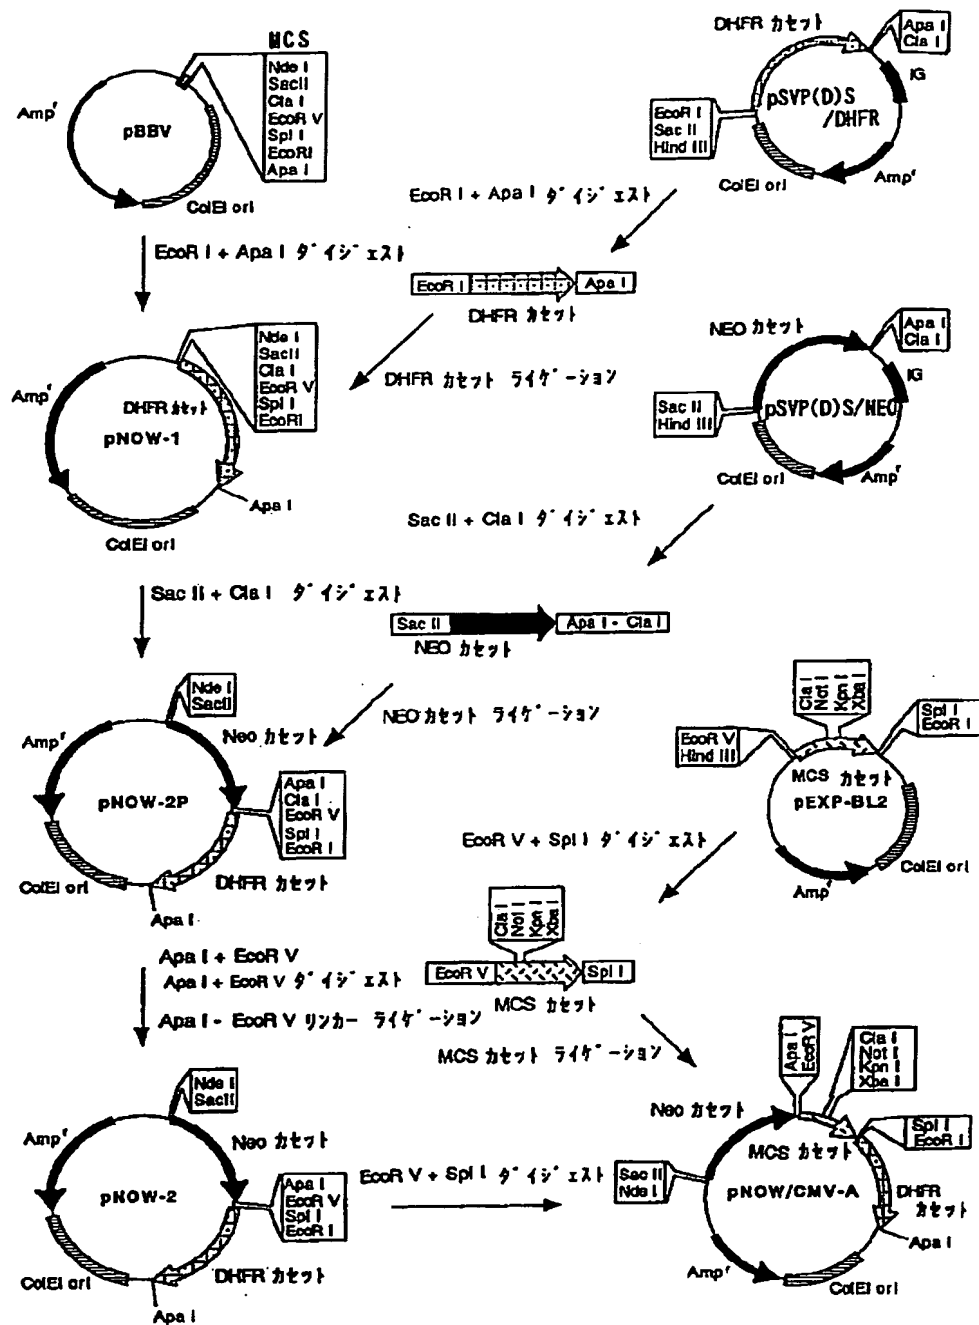 MCS
Nde I
SacII
Cla I
EcoR V
Spl I
EcoRI
Apa I
Ampʳ
pBBV
ColEI ori
DHFR カセット
Apa I
Cla I
IG
pSVP(D)S
/DHFR
EcoR I
Sac II
Hind III
ColEI ori
Ampʳ
EcoR I + Apa I ダイジェスト
EcoR I + Apa I ダイジェスト
EcoR I
Apa I
DHFR カセット
DHFR カセット ライゲーション
Nde I
SacII
Cla I
EcoR V
Spl I
EcoRI
Ampʳ
DHFR カセット
pNOW-1
Apa I
ColEI ori
NEO カセット
Apa I
Cla I
IG
Sac II
Hind III
pSVP(D)S/NEO
ColEI ori
Ampʳ
Sac II + Cla I ダイジェスト
Sac II + Cla I ダイジェスト
Sac II
Apa I - Cla I
NEO カセット
NEO カセット ライゲーション
Nde I
SacII
Neo カセット
Ampʳ
pNOW-2P
Apa I
Cla I
EcoR V
Spl I
EcoR I
ColEI ori
DHFR カセット
Apa I
Cla I
Not I
Kpn I
Xba I
Spl I
EcoR I
EcoR V
Hind III
MCS カセット
pEXP-BL2
ColEI ori
Ampʳ
EcoR V + Spl I ダイジェスト
Cla I
Not I
Kpn I
Xba I
EcoR V
Spl I
MCS カセット
MCS カセット ライゲーション
Apa I + EcoR V
Apa I + EcoR V ダイジェスト
Apa I - EcoR V リンカー ライゲーション
Nde I
SacII
Neo カセット
Ampʳ
pNOW-2
Apa I
EcoR V
Spl I
EcoR I
ColEI ori
DHFR カセット
Apa I
EcoR V + Spl I ダイジェスト
Apa I
EcoR V
Cla I
Not I
Kpn I
Xba I
Neo カセット
MCS カセット
Spl I
EcoR I
Sac II
Nde I
pNOW/CMV-A
DHFR
カセット
Apa I
Ampʳ
ColEI ori